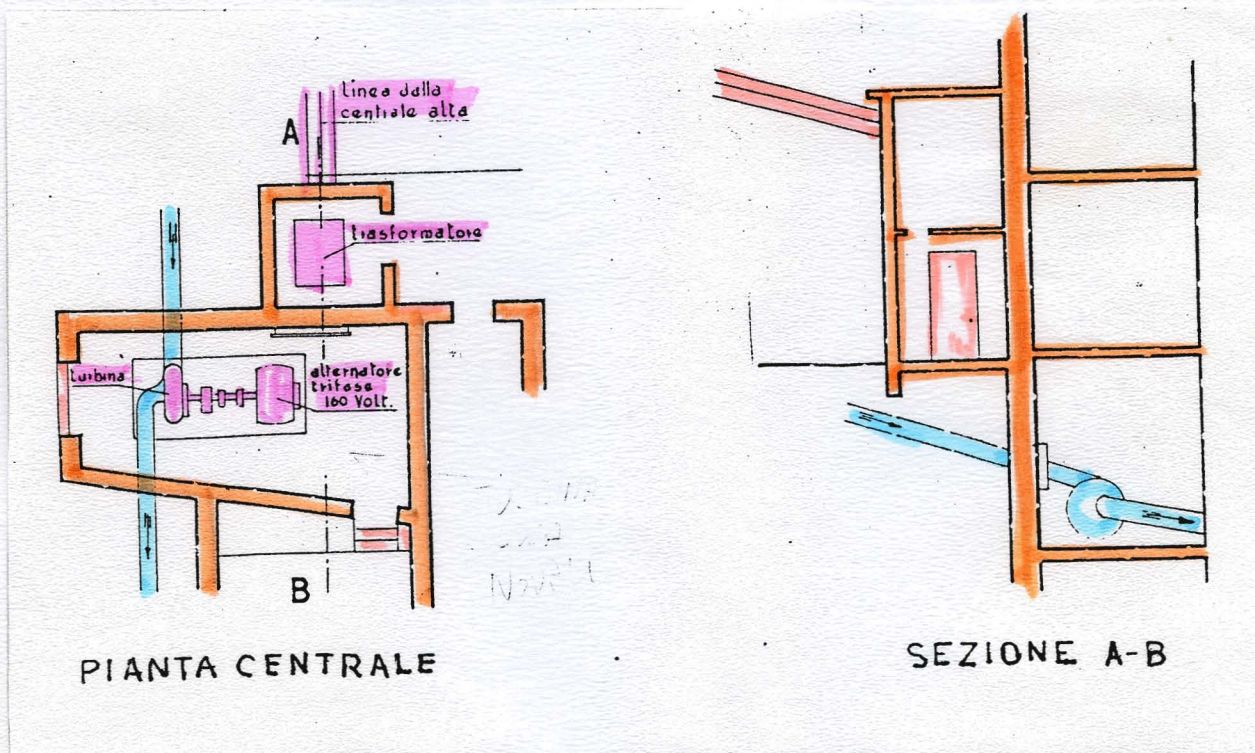 linea dalla
centrale alta
A
trasformatore
turbina
alternatore
trifase
160 Volt.
B
PIANTA CENTRALE
SEZIONE A-B